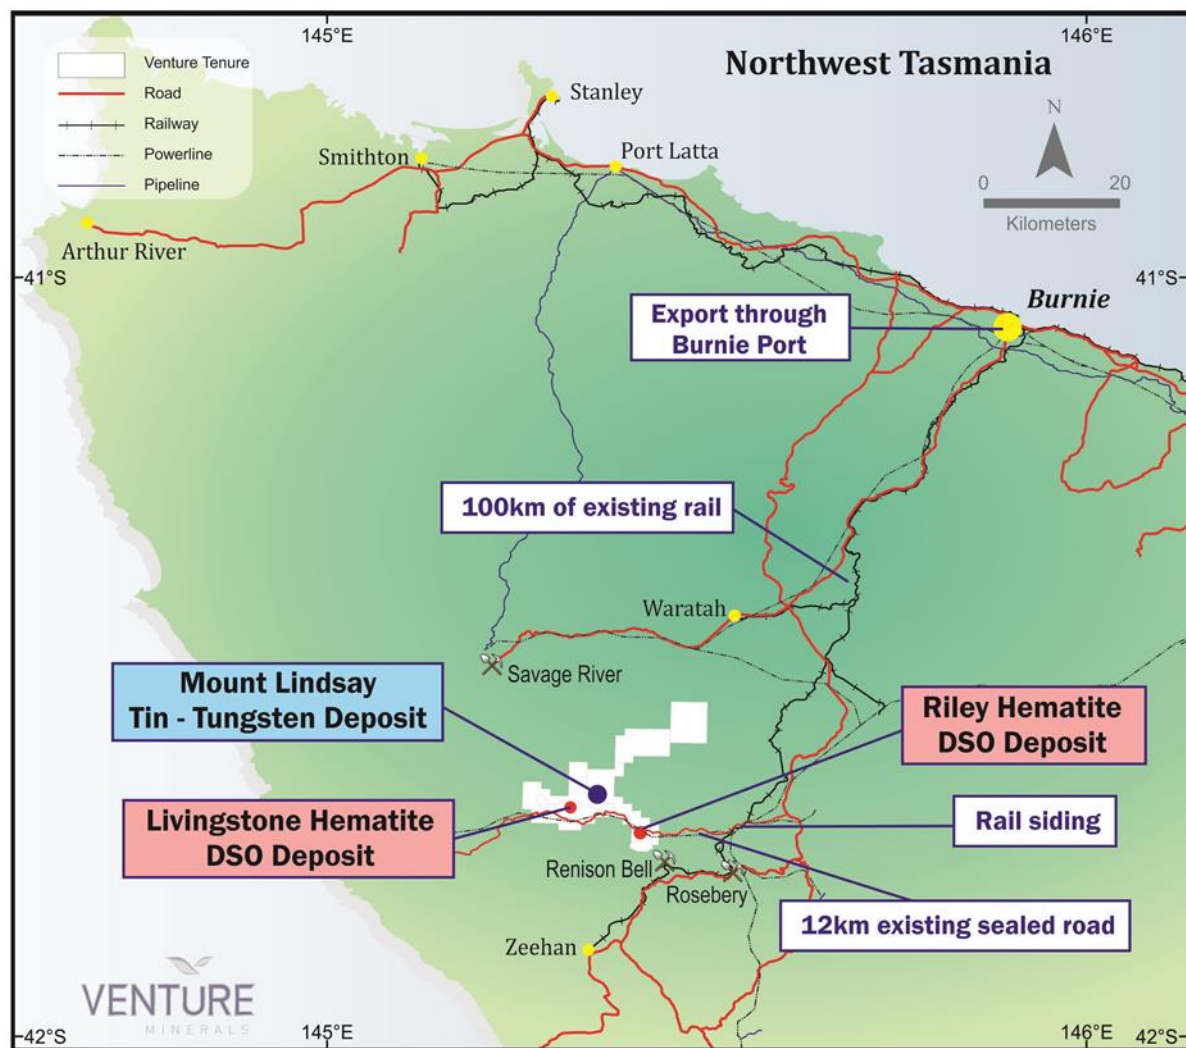 145°E
146°E
Northwest Tasmania
Venture Tenure
Road
Railway
Powerline
Pipeline
Stanley
Smithton
Port Latta
Arthur River
N
0
20
Kilometers
41°S
41°S
Burnie
Export through
Burnie Port
100km of existing rail
Waratah
Savage River
Mount Lindsay
Tin - Tungsten Deposit
Riley Hematite
DSO Deposit
Livingstone Hematite
DSO Deposit
Rail siding
Renison Bell
Rosebery
12km existing sealed road
Zeehan
VENTURE
MINERALS
42°S
145°E
146°E
42°S